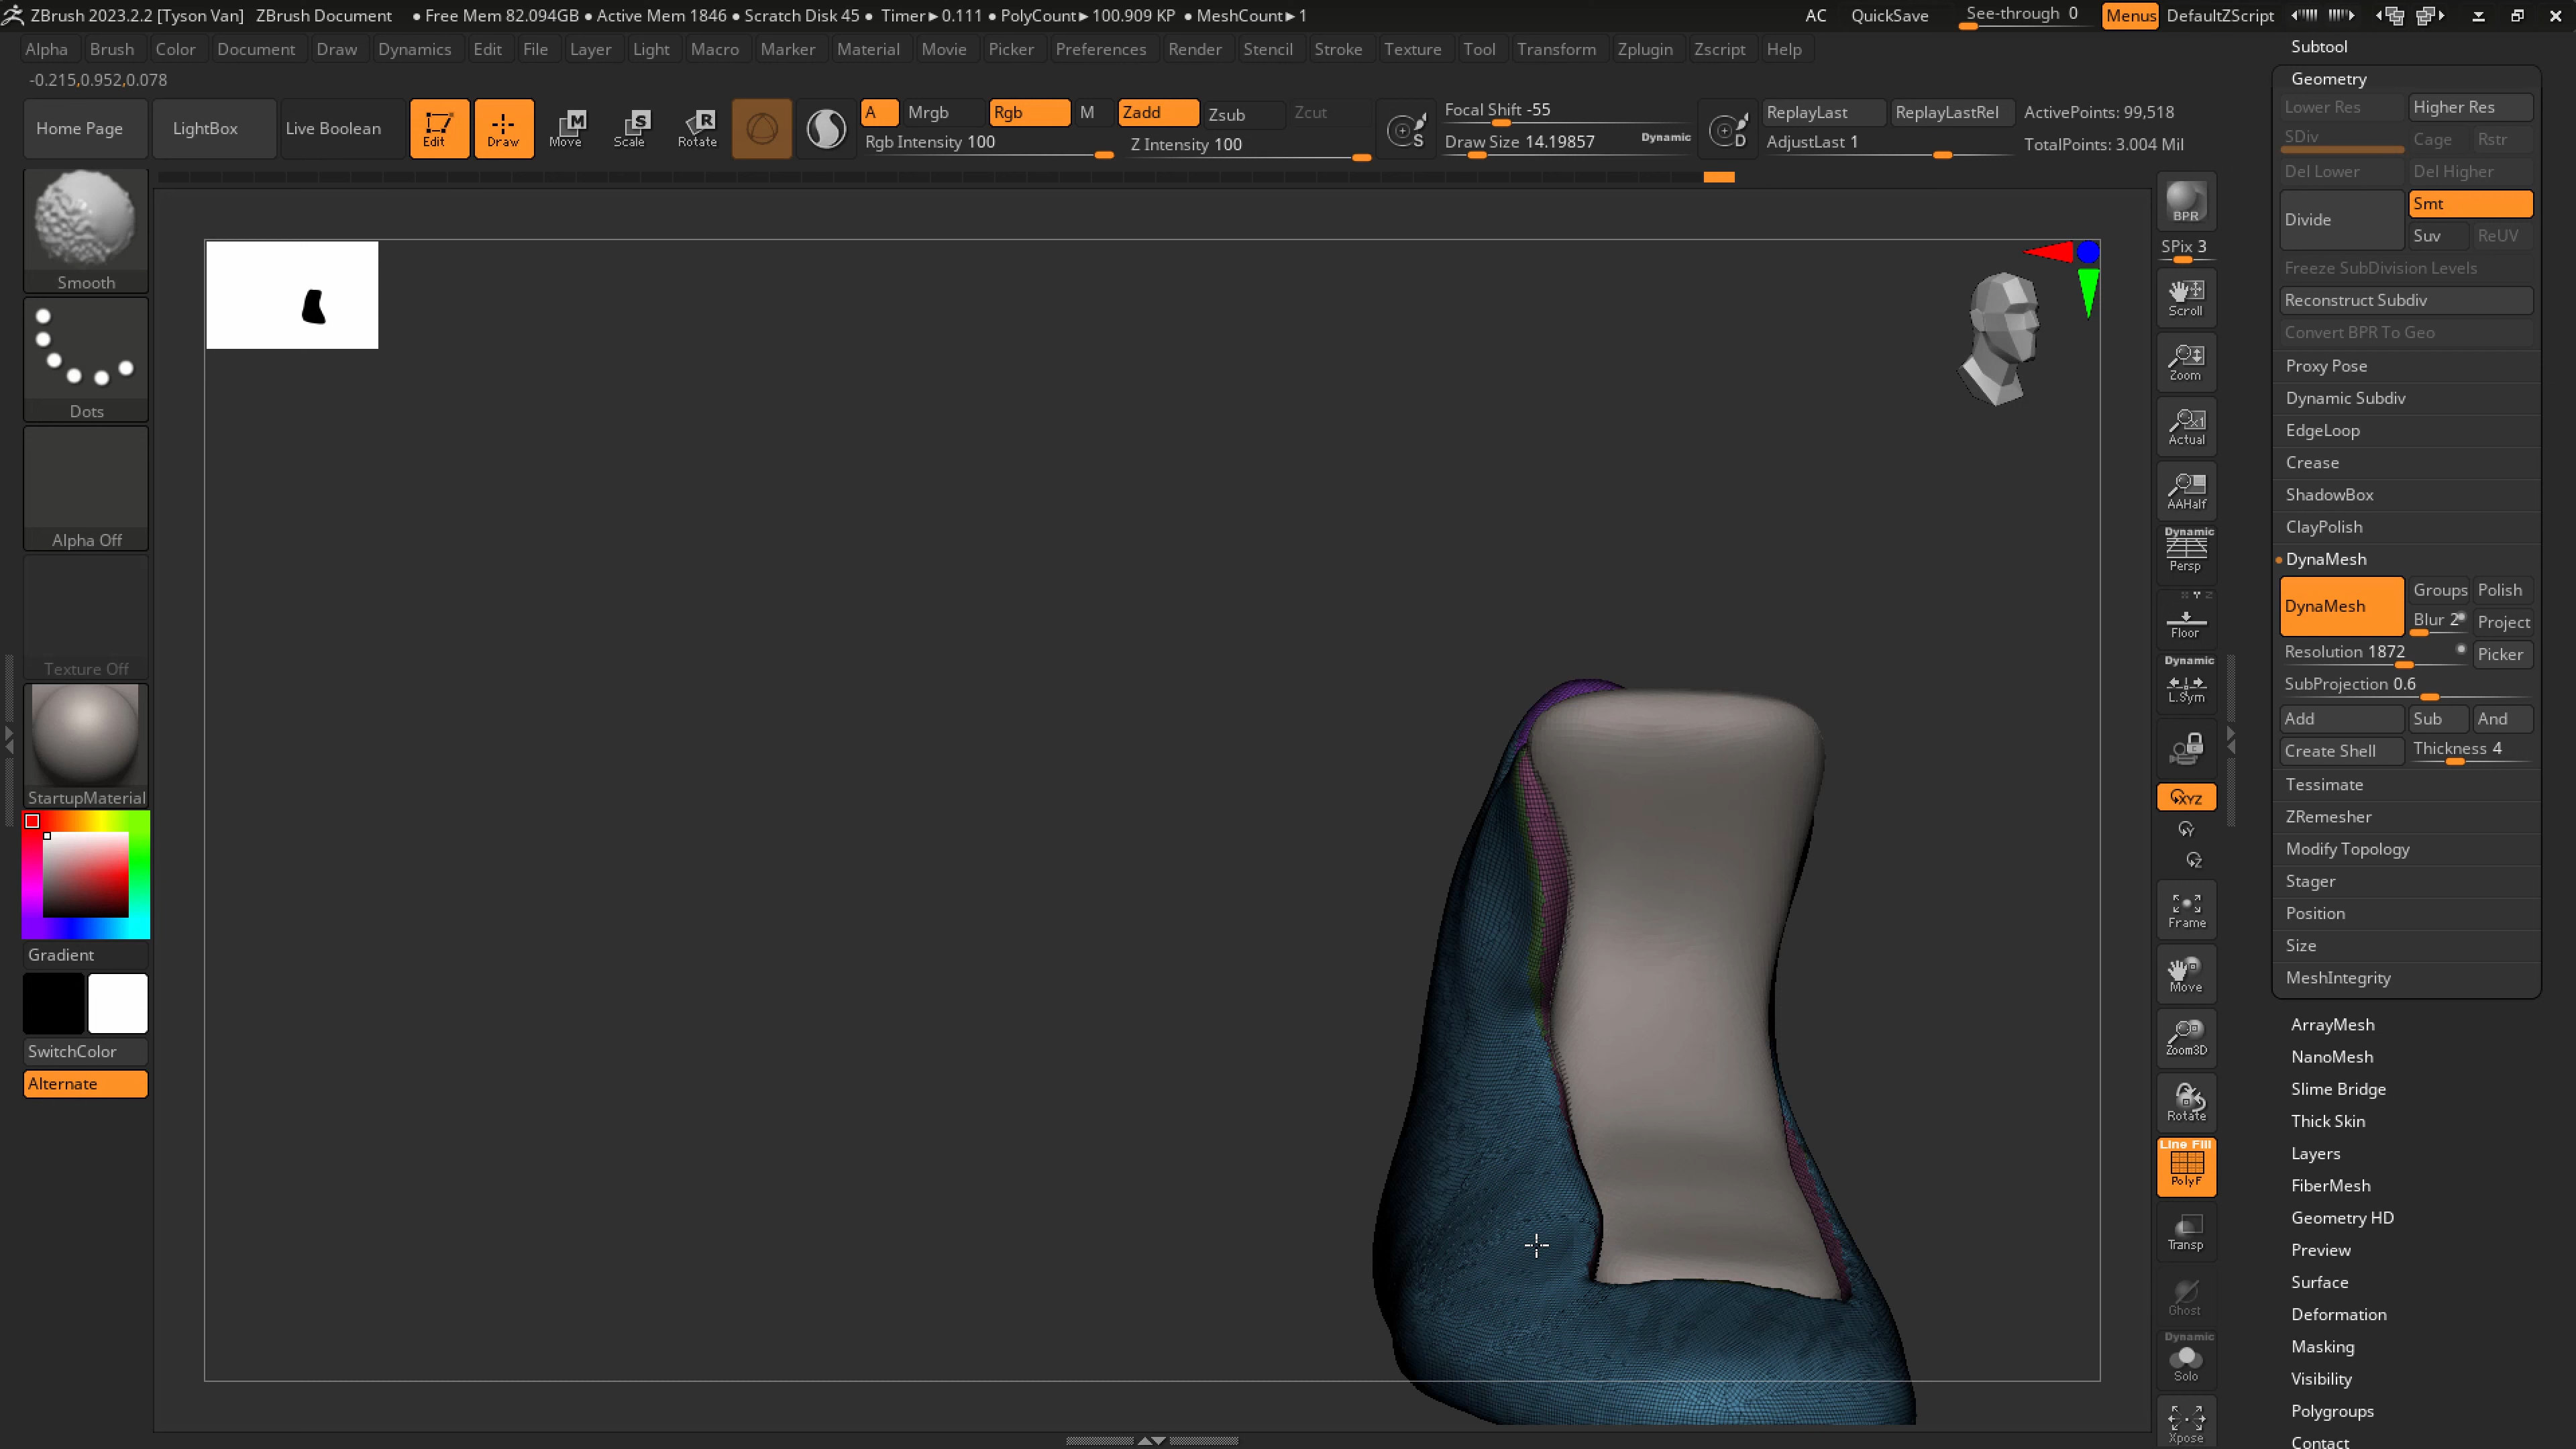 ZBrush 2023.2.2 [Tyson Van] ZBrush Document ● Free Mem 82.094GB ● Active Mem 1846 ● Scratch Disk 45 ● Timer►0.111 ● PolyCount►100.909 KP ● MeshCount►1 AC QuickSave See-through 0 Menus DefaultZScript
Alpha Brush Color Document Draw Dynamics Edit File Layer Light Macro Marker Material Movie Picker Preferences Render Stencil Stroke Texture Tool Transform Zplugin Zscript Help
-0.215,0.952,0.078
Home Page LightBox Live Boolean Edit Draw Move Scale Rotate
M S R
A Mrgb Rgb M Zadd Zsub Zcut
Rgb Intensity 100 Z Intensity 100
S Focal Shift -55
Draw Size 14.19857 Dynamic
D ReplayLast ReplayLastRel ActivePoints: 99,518
AdjustLast 1 TotalPoints: 3.004 Mil
Smooth
Dots
Alpha Off
Texture Off
StartupMaterial
Gradient
SwitchColor
Alternate
BPR
SPix 3
Scroll
Zoom
Actual
AAHalf
Dynamic
Persp
Floor
Dynamic
L.Sym
XYZ
Y
Z
Frame
Move
Zoom3D
Rotate
Line Fill
PolyF
Transp
Ghost
Dynamic
Solo
Xpose
Subtool
Geometry
Lower Res Higher Res
SDiv Cage Rstr
Del Lower Del Higher
Divide Smt
Suv ReUV
Freeze SubDivision Levels
Reconstruct Subdiv
Convert BPR To Geo
Proxy Pose
Dynamic Subdiv
EdgeLoop
Crease
ShadowBox
ClayPolish
DynaMesh
DynaMesh Groups Polish
Blur 2 Project
Resolution 1872 Picker
SubProjection 0.6
Add Sub And
Create Shell Thickness 4
Tessimate
ZRemesher
Modify Topology
Stager
Position
Size
MeshIntegrity
ArrayMesh
NanoMesh
Slime Bridge
Thick Skin
Layers
FiberMesh
Geometry HD
Preview
Surface
Deformation
Masking
Visibility
Polygroups
Contact